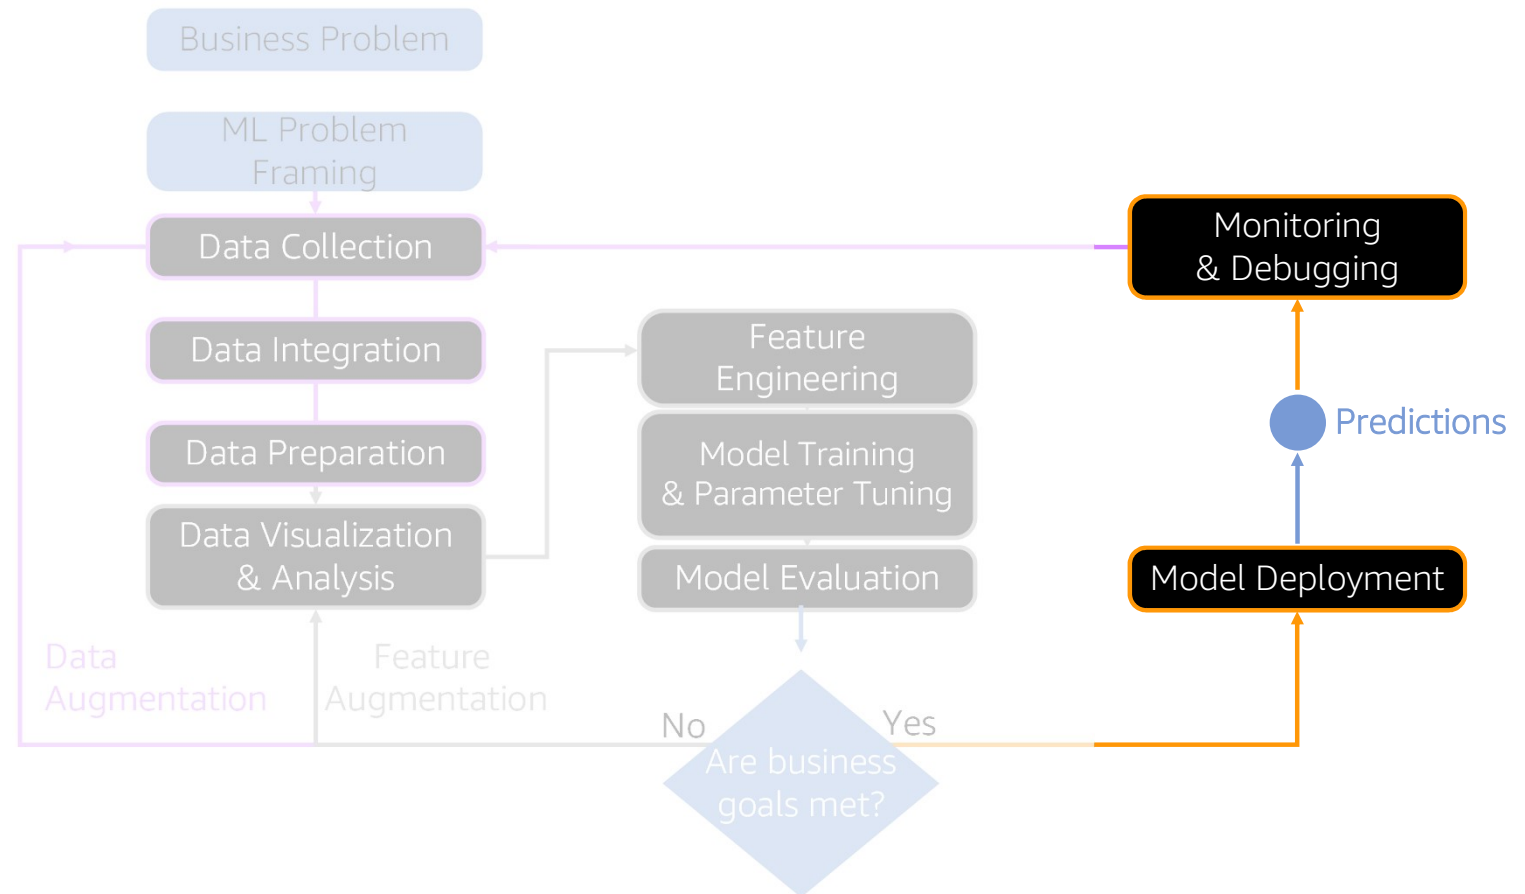 Business Problem
ML Problem
Framing
Data Collection
Data Integration
Data Preparation
Data Visualization
& Analysis
Data
Augmentation
Feature
Augmentation
Feature
Engineering
Model Training
& Parameter Tuning
Model Evaluation
No
Yes
Are business
goals met?
Monitoring
& Debugging
Predictions
Model Deployment